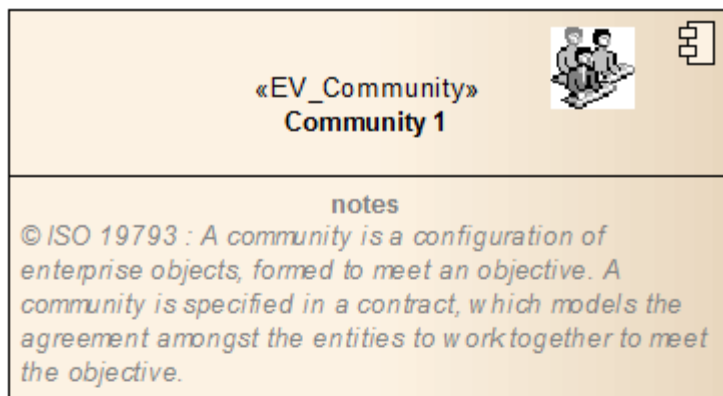 «EV_Community»
Community 1
notes
© ISO 19793 : A community is a configuration of
enterprise objects, formed to meet an objective. A
community is specified in a contract, which models the
agreement amongst the entities to work together to meet
the objective.